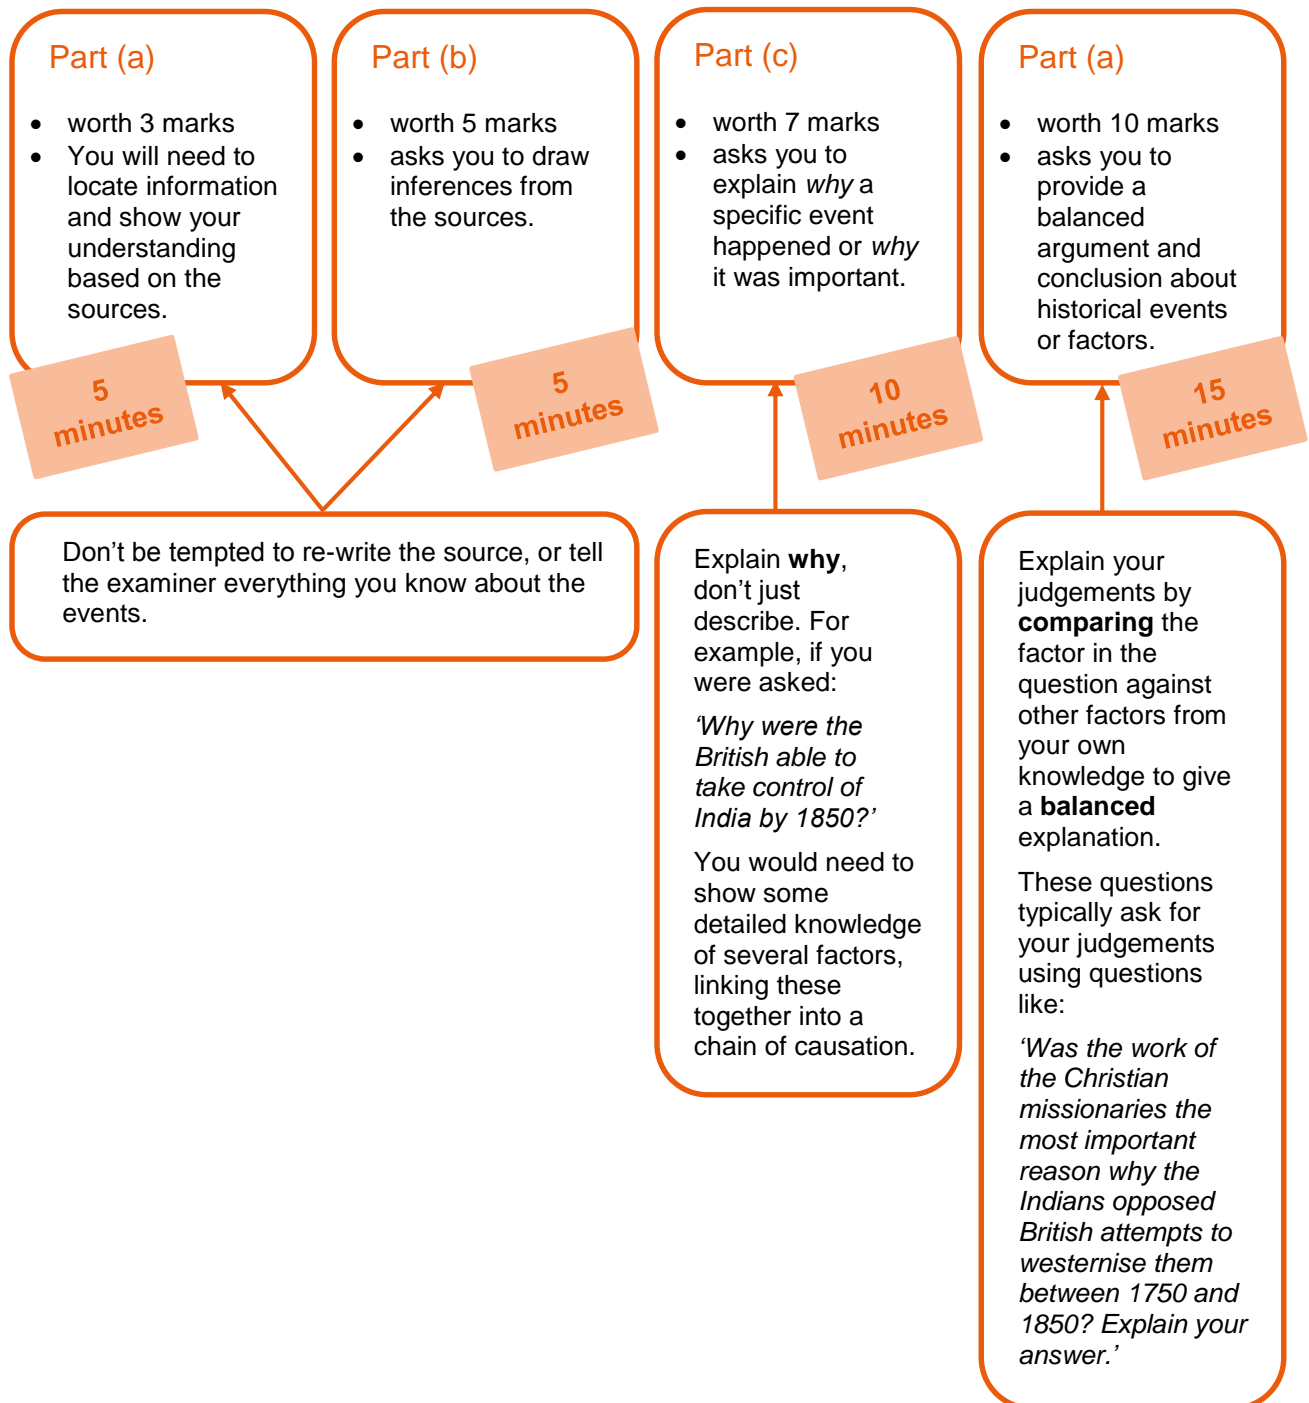 Part (a)
• worth 3 marks
• You will need to
locate information
and show your
understanding
based on the
sources.
5
minutes
Part (b)
• worth 5 marks
• asks you to draw
inferences from
the sources.
5
minutes
Part (c)
• worth 7 marks
• asks you to
explain why a
specific event
happened or why
it was important.
10
minutes
Part (a)
• worth 10 marks
• asks you to
provide a
balanced
argument and
conclusion about
historical events
or factors.
15
minutes
Don’t be tempted to re-write the source, or tell
the examiner everything you know about the
events.
Explain why,
don’t just
describe. For
example, if you
were asked:
‘Why were the
British able to
take control of
India by 1850?’
You would need to
show some
detailed knowledge
of several factors,
linking these
together into a
chain of causation.
Explain your
judgements by
comparing the
factor in the
question against
other factors from
your own
knowledge to give
a balanced
explanation.
These questions
typically ask for
your judgements
using questions
like:
‘Was the work of
the Christian
missionaries the
most important
reason why the
Indians opposed
British attempts to
westernise them
between 1750 and
1850? Explain your
answer.’